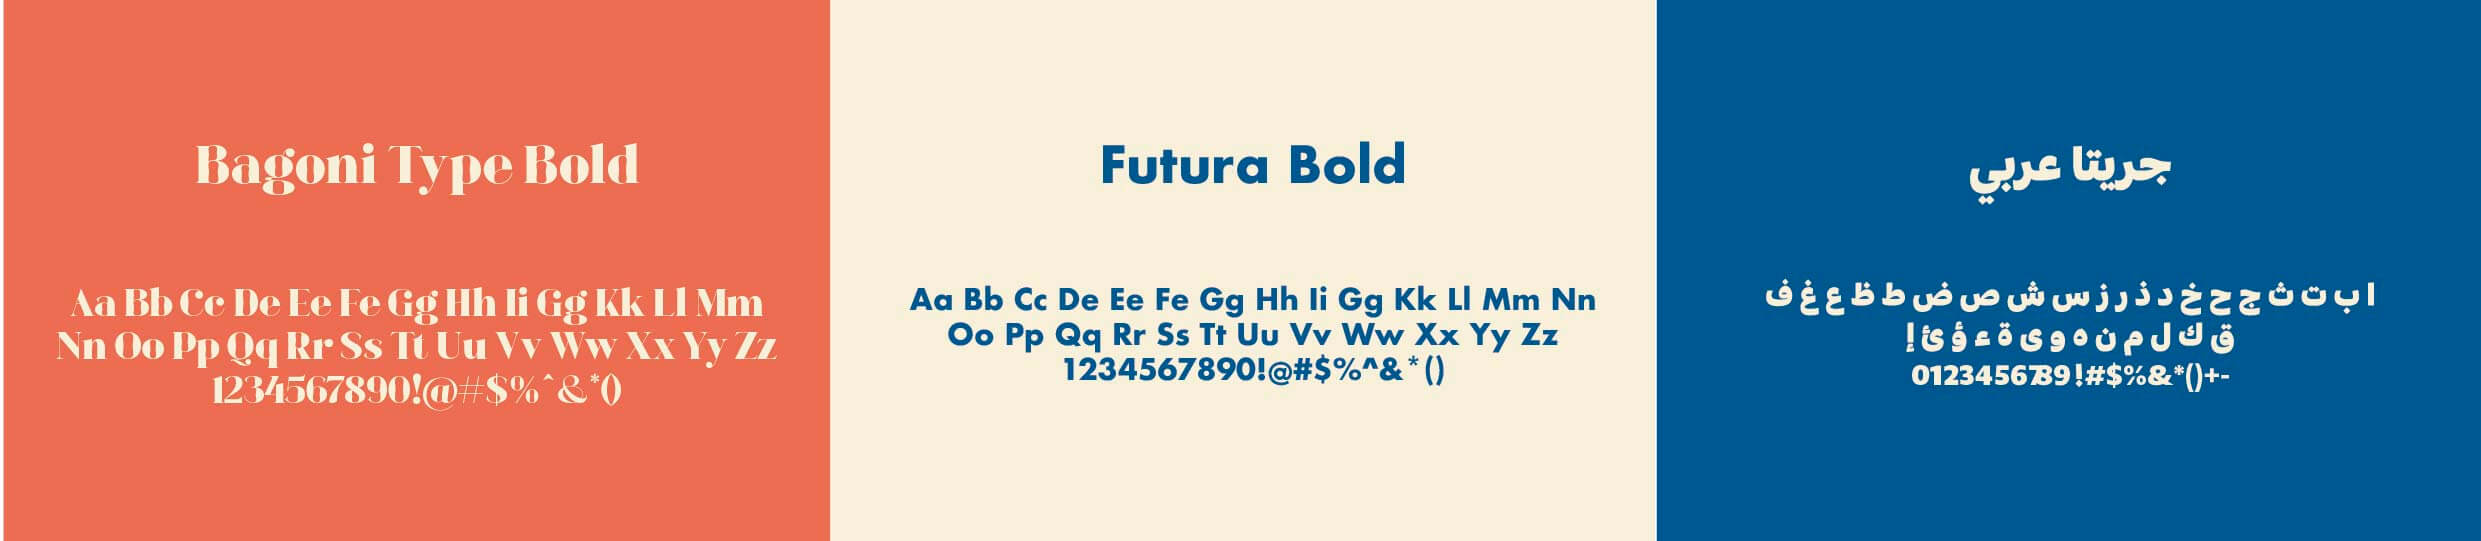 Bagoni Type Bold
Aa Bb Cc De Ee Fe Gg Hh Ii Gg Kk Ll Mm
Nn Oo Pp Qq Rr Ss Tt Uu Vv Ww Xx Yy Zz
1234567890!@#$%^&*()
Futura Bold
Aa Bb Cc De Ee Fe Gg Hh Ii Gg Kk Ll Mm Nn
Oo Pp Qq Rr Ss Tt Uu Vv Ww Xx Yy Zz
1234567890!@#$%^&*()
جريتا عربي
ا ب ت ث ج ح خ د ذ ر ز س ش ص ض ط ظ ع غ ف
ق ك ل م ن ه و ى ة ء ؤ ئ إ
0123456789!#$%&*()+-